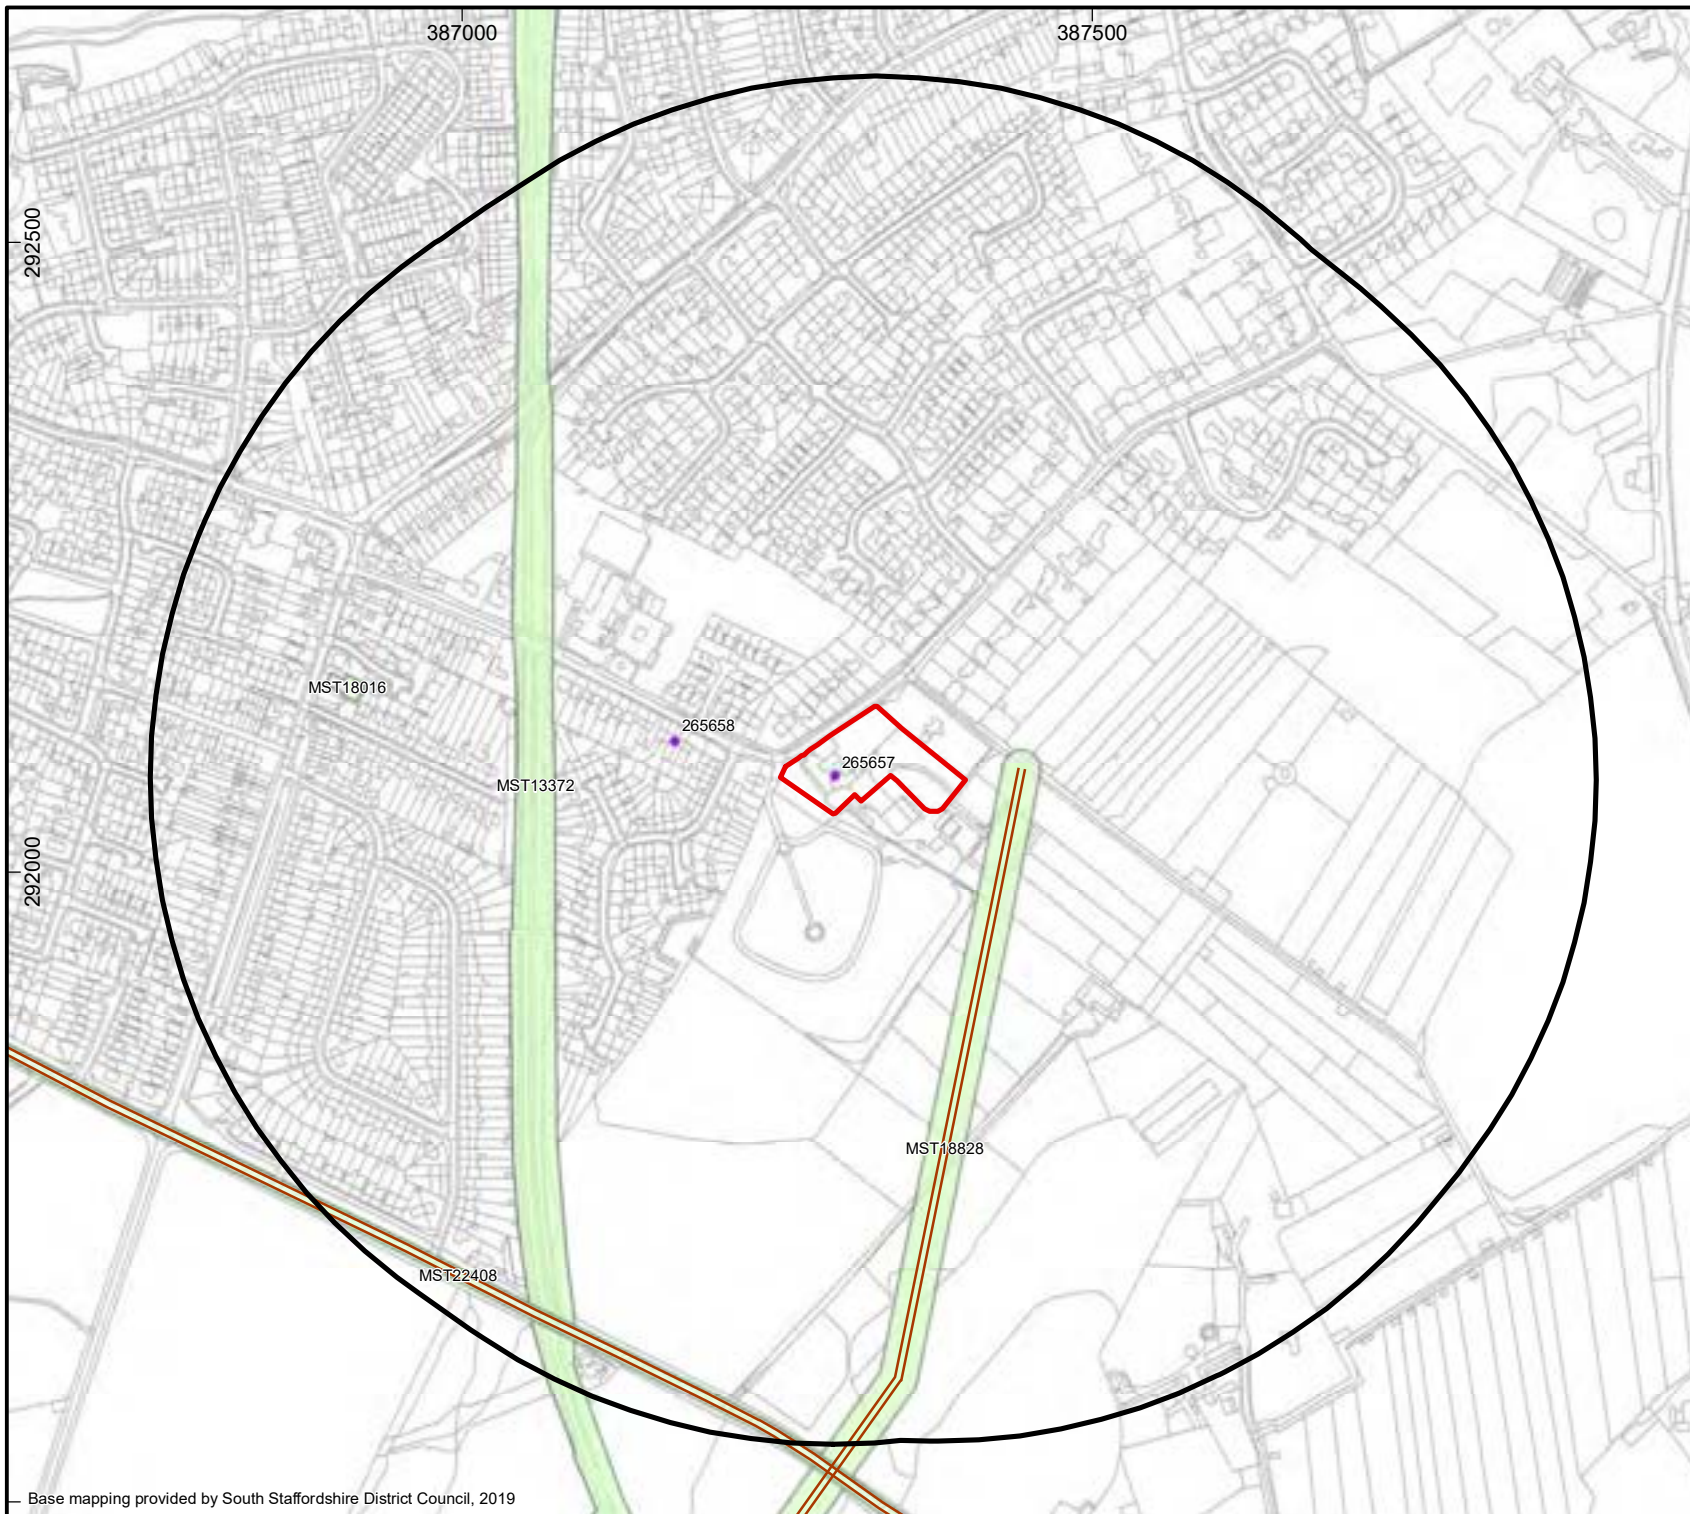 387000
387500
292500
MST18016
265658
265657
MST13372
292000
MST18828
MST22408
Base mapping provided by South Staffordshire District Council, 2019